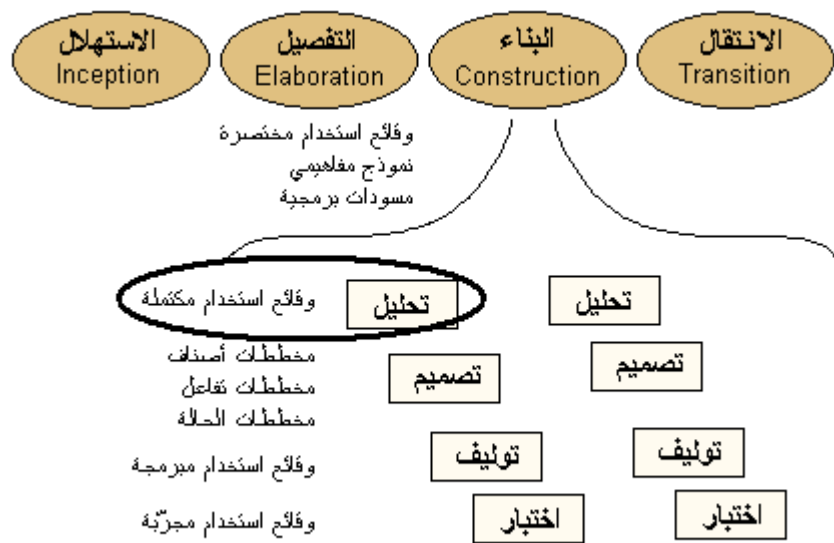 الاستهلال
Inception
التفصيل
Elaboration
البناء
Construction
الانتقال
Transition
وقائع استخدام مختصرة
نموذج مفاهيمي
مسودات برمجية
وقائع استخدام مكتملة
تحليل
تحليل
مخططات أصناف
مخططات تفاعل
مخططات الحالة
تصميم
تصميم
وقائع استخدام مبرمجة
توليف
توليف
وقائع استخدام مجرّبة
اختبار
اختبار